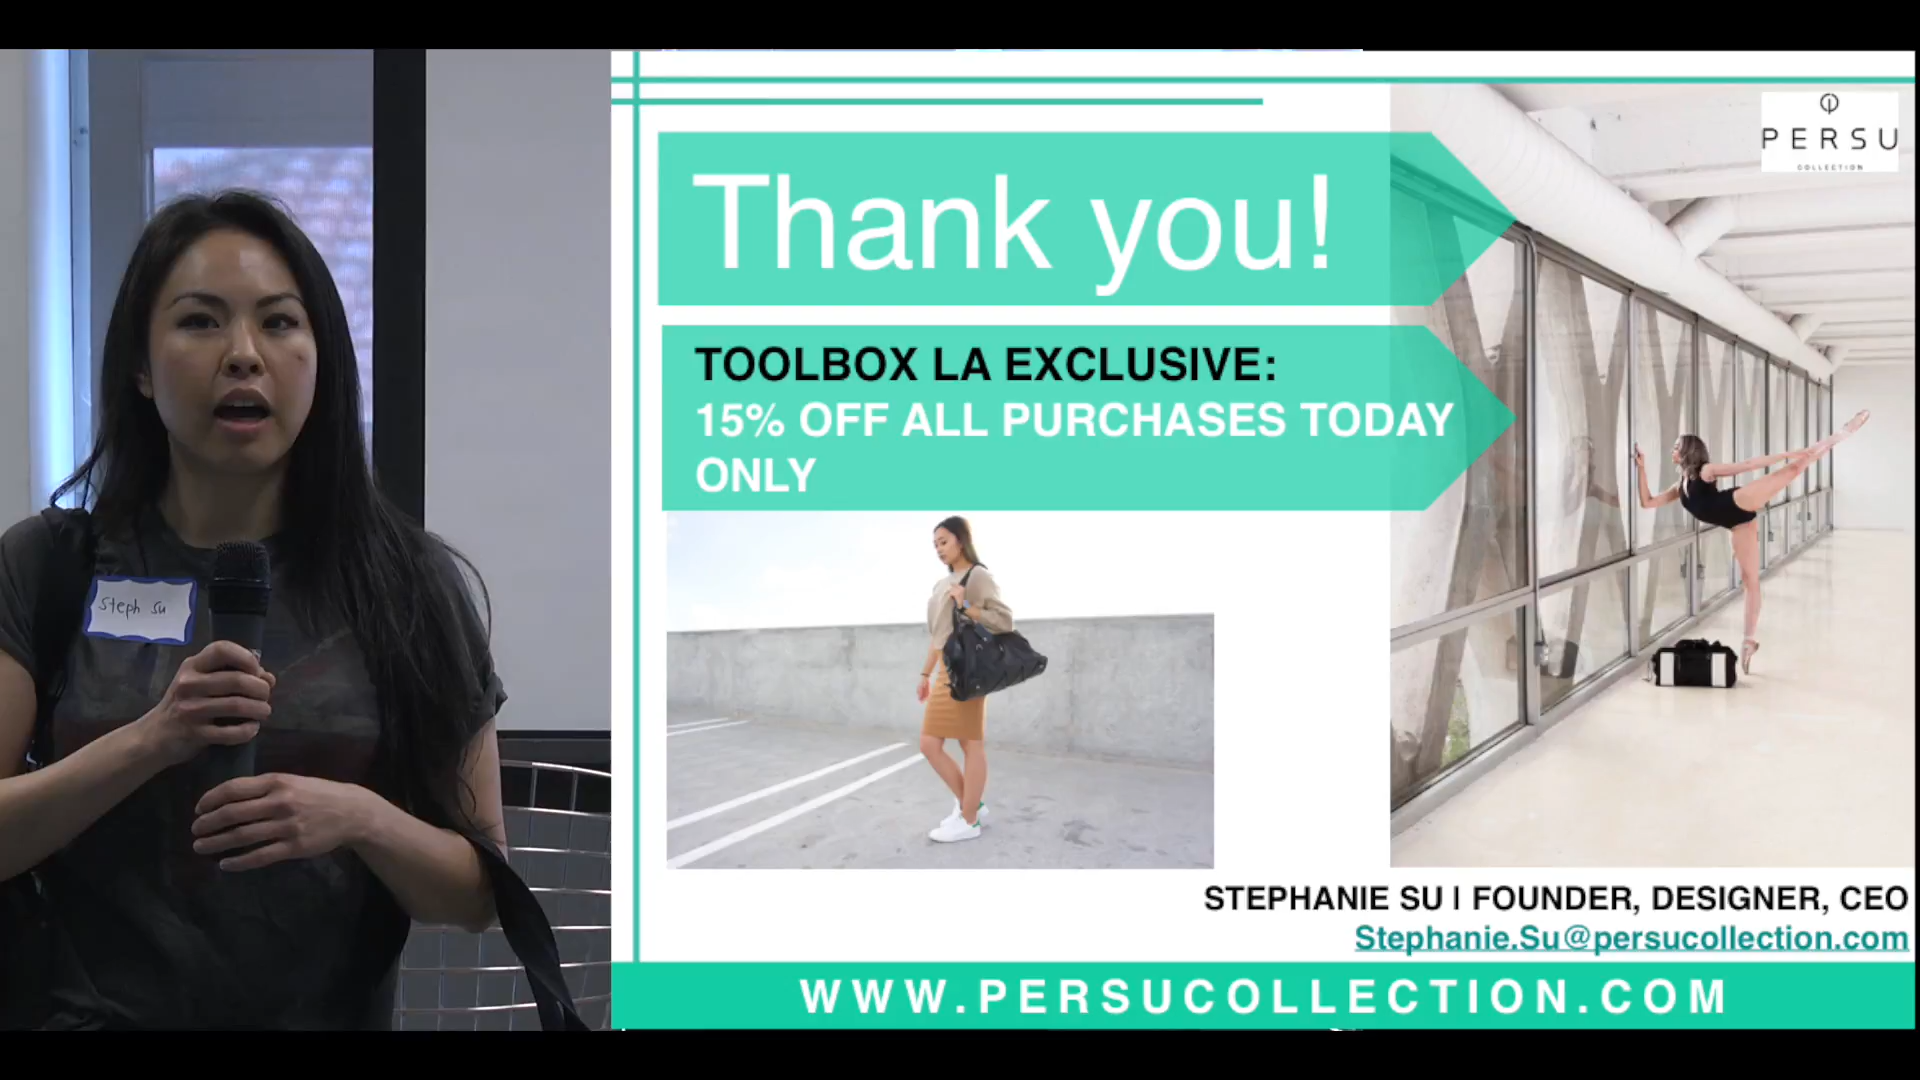 PERSU
COLLECTION
Thank you!
TOOLBOX LA EXCLUSIVE:
15% OFF ALL PURCHASES TODAY
ONLY
Steph Su
STEPHANIE SU | FOUNDER, DESIGNER, CEO
Stephanie.Su@persucollection.com
WWW.PERSUCOLLECTION.COM